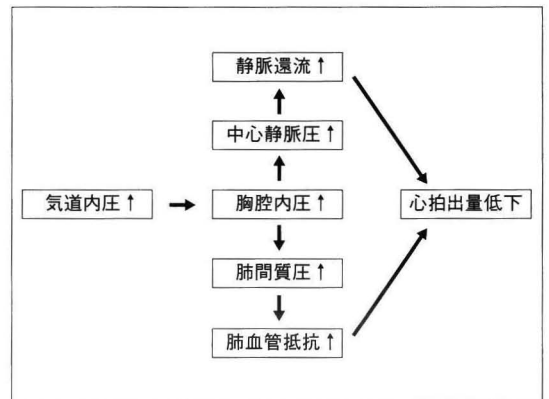 静脈還流↑
中心静脈圧↑
気道内圧↑
胸腔内圧↑
心拍出量低下
肺間質圧↑
肺血管抵抗↑